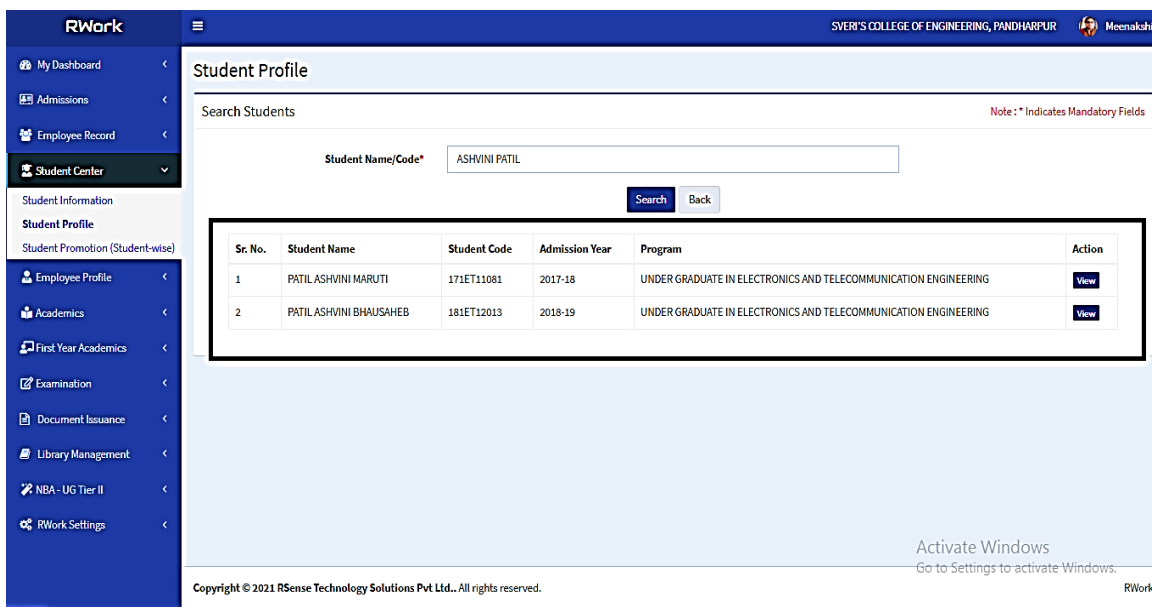 RWork
SVERI'S COLLEGE OF ENGINEERING, PANDHARPUR Meenakshi
My Dashboard
Admissions
Employee Record
Student Center
Student Information
Student Profile
Student Promotion (Student-wise)
Employee Profile
Academics
First Year Academics
Examination
Document Issuance
Library Management
NBA - UG Tier II
RWork Settings
Student Profile
Search Students Note : * Indicates Mandatory Fields
Student Name/Code* ASHVINI PATIL
Search Back
Sr. No. Student Name Student Code Admission Year Program Action
1 PATIL ASHVINI MARUTI 171ET11081 2017-18 UNDER GRADUATE IN ELECTRONICS AND TELECOMMUNICATION ENGINEERING View
2 PATIL ASHVINI BHAUSAHEB 181ET12013 2018-19 UNDER GRADUATE IN ELECTRONICS AND TELECOMMUNICATION ENGINEERING View
Activate Windows
Go to Settings to activate Windows.
Copyright © 2021 RSense Technology Solutions Pvt Ltd.. All rights reserved. RWork